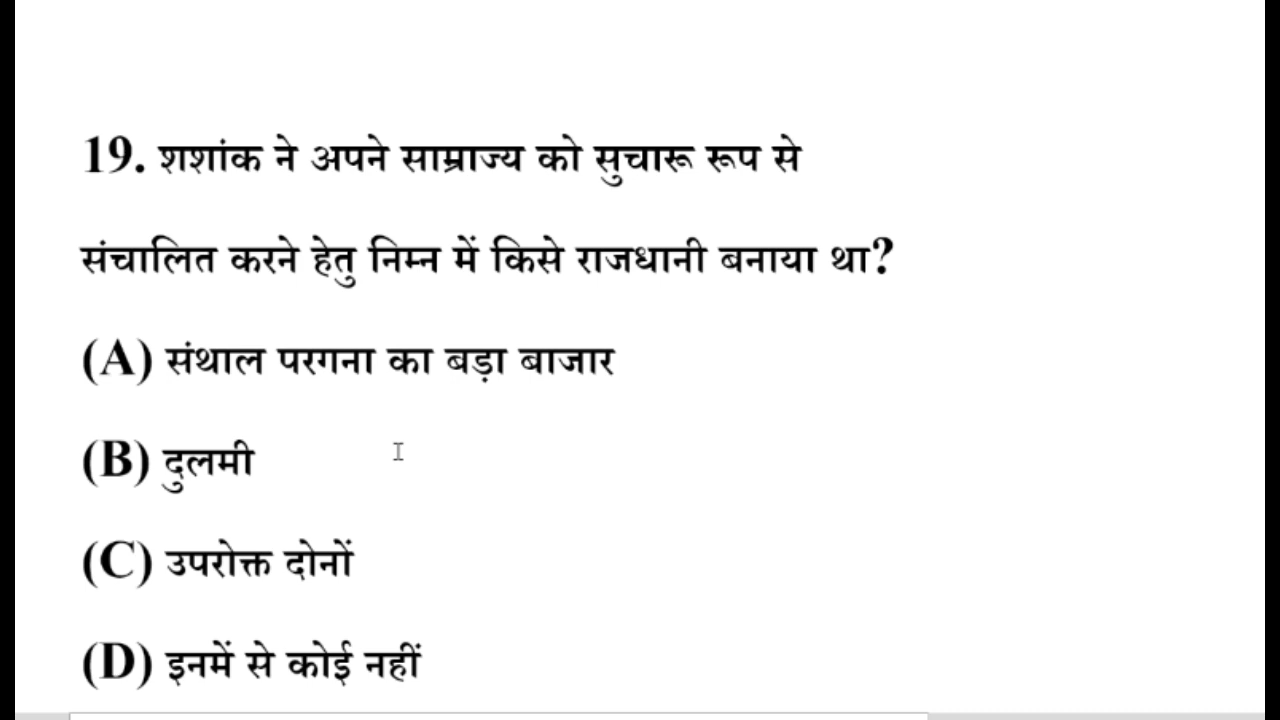 19. शशांक ने अपने साम्राज्य को सुचारू रूप से
संचालित करने हेतु निम्न में किसे राजधानी बनाया था?
(A) संथाल परगना का बड़ा बाजार
(B) दुलमी
(C) उपरोक्त दोनों
(D) इनमें से कोई नहीं